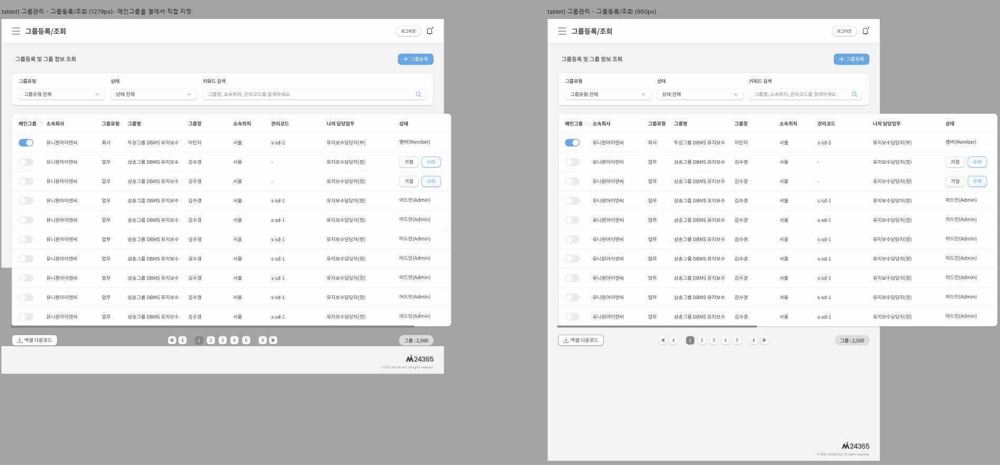 tablet) 그룹관리 - 그룹등록/조회 (1279px)- 메인그룹을 열에서 직접 지정
그룹등록/조회
로그아웃
그룹등록 및 그룹 정보 조회
+ 그룹등록
그룹유형 상태 키워드 검색
그룹유형 전체 상태 전체 그룹명, 소속위치, 관리코드를 검색하세요.
메인그룹 ? 소속회사 그룹유형 그룹명 그룹장 소속위치 관리코드 나의 담당업무 상태
유니원아이앤씨 회사 두상그룹 DBMS 유지보수 이민지 서울 s-sd-2 유지보수담당자(부) 멤버(Member)
유니원아이앤씨 업무 삼송그룹 DBMS 유지보수 김수경 서울 - 유지보수담당자(정) 거절 수락
유니원아이앤씨 업무 삼송그룹 DBMS 유지보수 김수경 서울 - 유지보수담당자(정) 거절 수락
유니원아이앤씨 업무 삼송그룹 DBMS 유지보수 김수경 서울 s-sd-1 유지보수담당자(정) 어드민(Admin)
유니원아이앤씨 업무 삼송그룹 DBMS 유지보수 김수경 서울 s-sd-1 유지보수담당자(정) 어드민(Admin)
유니원아이앤씨 업무 삼송그룹 DBMS 유지보수 김수경 서울 s-sd-1 유지보수담당자(정) 어드민(Admin)
유니원아이앤씨 업무 삼송그룹 DBMS 유지보수 김수경 서울 s-sd-1 유지보수담당자(정) 어드민(Admin)
유니원아이앤씨 업무 삼송그룹 DBMS 유지보수 김수경 서울 s-sd-1 유지보수담당자(정) 어드민(Admin)
유니원아이앤씨 업무 삼송그룹 DBMS 유지보수 김수경 서울 s-sd-1 유지보수담당자(정) 어드민(Admin)
유니원아이앤씨 업무 삼송그룹 DBMS 유지보수 김수경 서울 s-sd-1 유지보수담당자(정) 어드민(Admin)
엑셀 다운로드 1 2 3 4 5 그룹 : 2,500
24365
© 2021. UNIONE I&C. All rights reserved.
tablet) 그룹관리 - 그룹등록/조회 (960px)
그룹등록/조회
로그아웃
그룹등록 및 그룹 정보 조회
+ 그룹등록
그룹유형 상태 키워드 검색
그룹유형 전체 상태 전체 그룹명, 소속위치, 관리코드를 검색하세요.
메인그룹 ? 소속회사 그룹유형 그룹명 그룹장 소속위치 관리코드 나의 담당업무 상태
유니원아이앤씨 회사 두상그룹 DBMS 유지보수 이민지 서울 s-sd-2 유지보수담당자(부) 멤버(Member)
유니원아이앤씨 업무 삼송그룹 DBMS 유지보수 김수경 서울 - 유지보수담당자(정) 거절 수락
유니원아이앤씨 업무 삼송그룹 DBMS 유지보수 김수경 서울 - 유지보수담당자(정) 거절 수락
유니원아이앤씨 업무 삼송그룹 DBMS 유지보수 김수경 서울 s-sd-1 유지보수담당자(정) 어드민(Admin)
유니원아이앤씨 업무 삼송그룹 DBMS 유지보수 김수경 서울 s-sd-1 유지보수담당자(정) 어드민(Admin)
유니원아이앤씨 업무 삼송그룹 DBMS 유지보수 김수경 서울 s-sd-1 유지보수담당자(정) 어드민(Admin)
유니원아이앤씨 업무 삼송그룹 DBMS 유지보수 김수경 서울 s-sd-1 유지보수담당자(정) 어드민(Admin)
유니원아이앤씨 업무 삼송그룹 DBMS 유지보수 김수경 서울 s-sd-1 유지보수담당자(정) 어드민(Admin)
유니원아이앤씨 업무 삼송그룹 DBMS 유지보수 김수경 서울 s-sd-1 유지보수담당자(정) 어드민(Admin)
유니원아이앤씨 업무 삼송그룹 DBMS 유지보수 김수경 서울 s-sd-1 유지보수담당자(정) 어드민(Admin)
엑셀 다운로드 1 2 3 4 5 그룹 : 2,500
24365
© 2021. UNIONE I&C. All rights reserved.